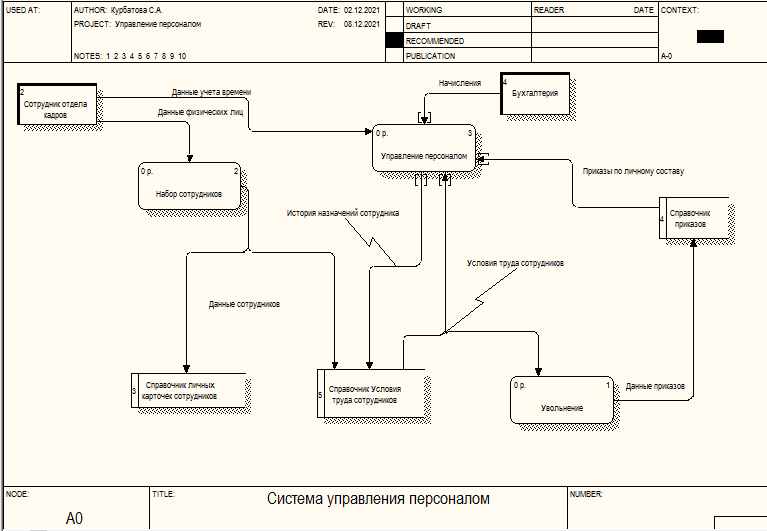 USED AT:
AUTHOR: Курбатова С.А.
DATE: 02.12.2021
WORKING
READER
DATE
CONTEXT:
PROJECT: Управление персоналом
REV: 08.12.2021
DRAFT
RECOMMENDED
NOTES: 1 2 3 4 5 6 7 8 9 10
PUBLICATION
A-0
2
Сотрудник отдела
кадров
Данные учета времени
Данные физических лиц
Начисления
4
Бухгалтерия
0 р.
3
Управление персоналом
0 р.
2
Набор сотрудников
Приказы по личному составу
4
Справочник
приказов
История назначений сотрудника
Условия труда сотрудников
Данные сотрудников
3
Справочник личных
карточек сотрудников
5
Справочник Условия
труда сотрудников
0 р.
1
Увольнение
Данные приказов
NODE:
A0
TITLE:
Система управления персоналом
NUMBER: